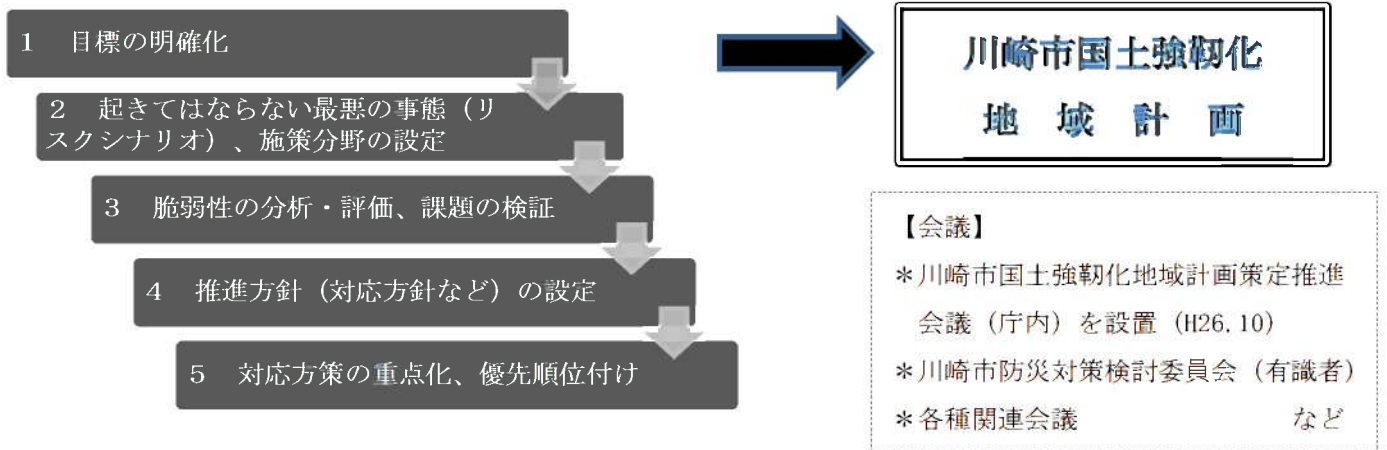 1　目標の明確化
2　起きてはならない最悪の事態（リ
スクシナリオ）、施策分野の設定
3　脆弱性の分析・評価、課題の検証
4　推進方針（対応方針など）の設定
5　対応方策の重点化、優先順位付け
川崎市国土強靱化
地　域　計　画
【会議】
＊川崎市国土強靱化地域計画策定推進
会議（庁内）を設置（H26.10）
＊川崎市防災対策検討委員会（有識者）
＊各種関連会議　　　　　　など